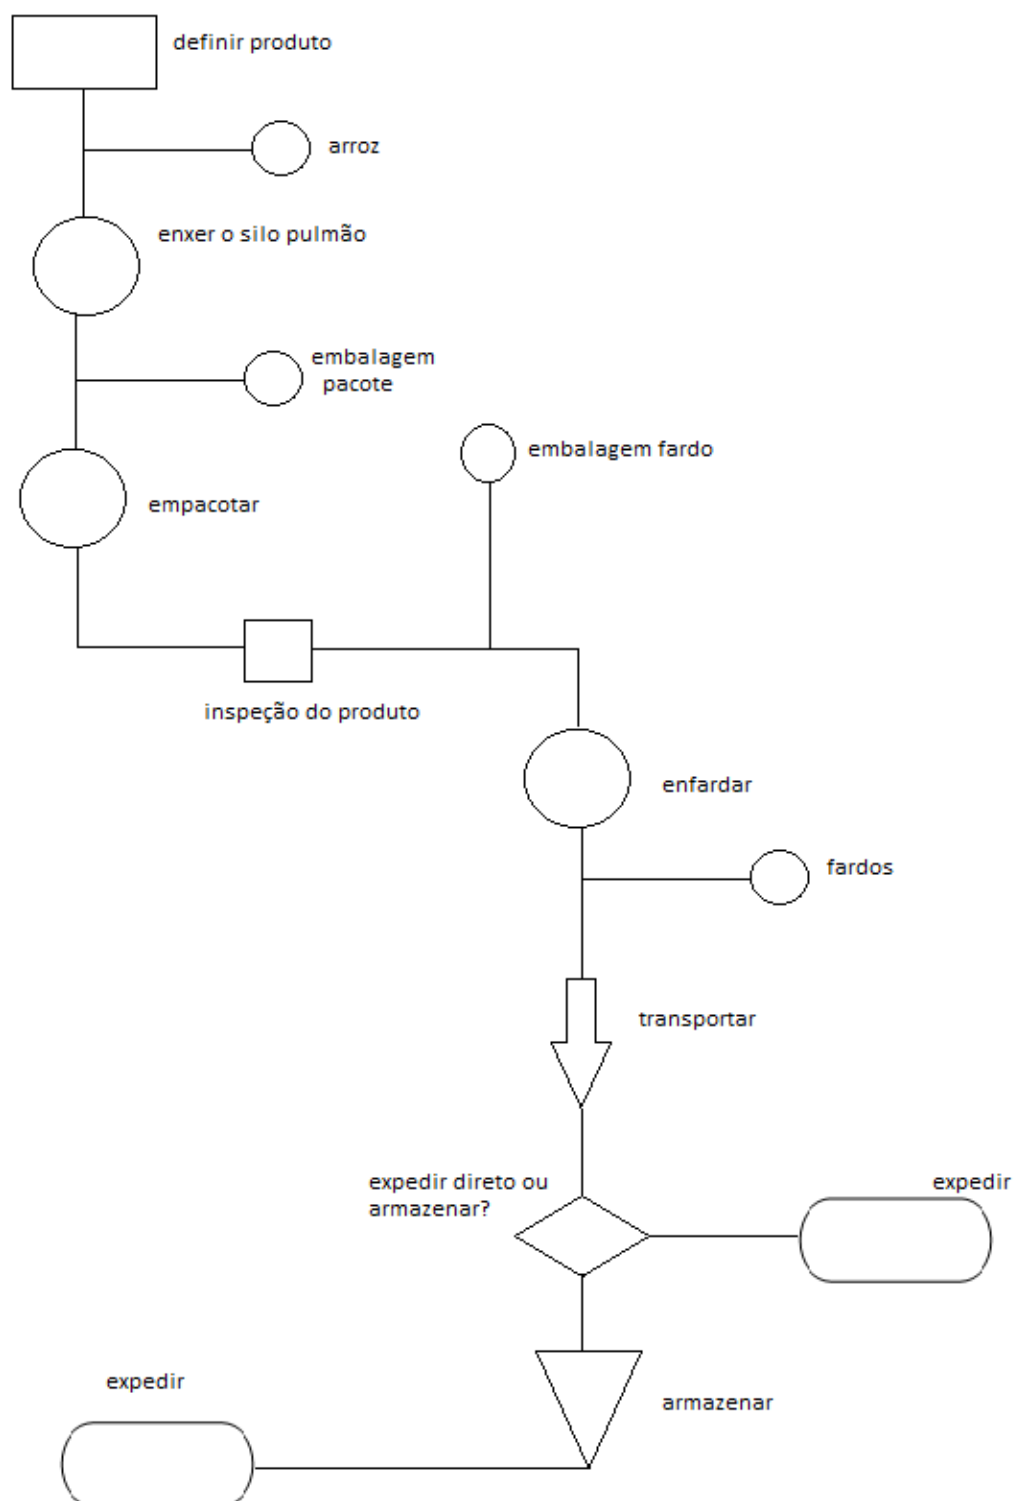 definir produto
arroz
enxer o silo pulmão
embalagem
pacote
embalagem fardo
empacotar
inspeção do produto
enfardar
fardos
transportar
expedir direto ou
armazenar?
expedir
armazenar
expedir